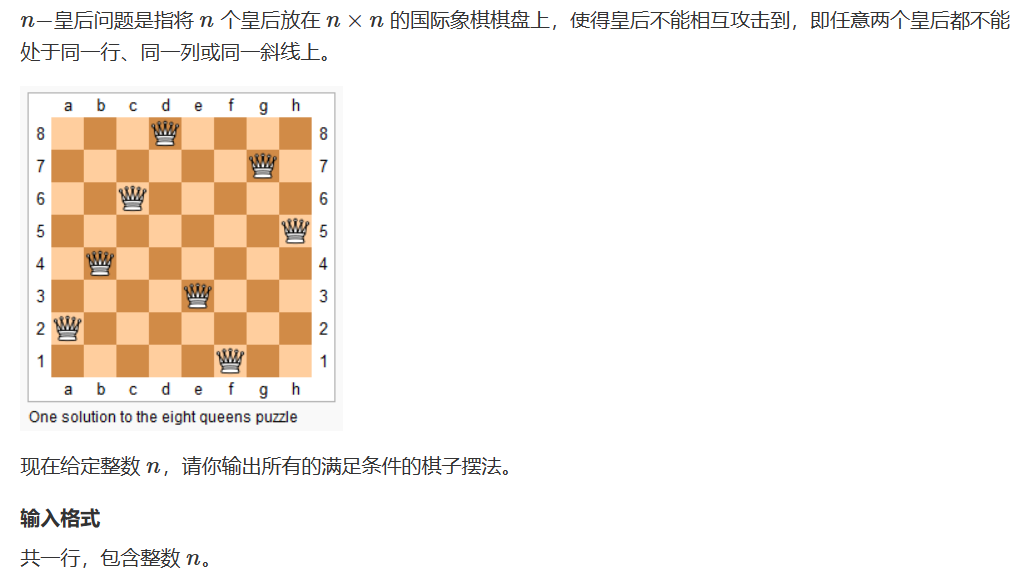 n−皇后问题是指将 n 个皇后放在 n × n 的国际象棋棋盘上，使得皇后不能相互攻击到，即任意两个皇后都不能
处于同一行、同一列或同一斜线上。
a b c d e f g h
8 8
7 7
6 6
5 5
4 4
3 3
2 2
1 1
a b c d e f g h
One solution to the eight queens puzzle
现在给定整数 n，请你输出所有的满足条件的棋子摆法。
输入格式
共一行，包含整数 n。